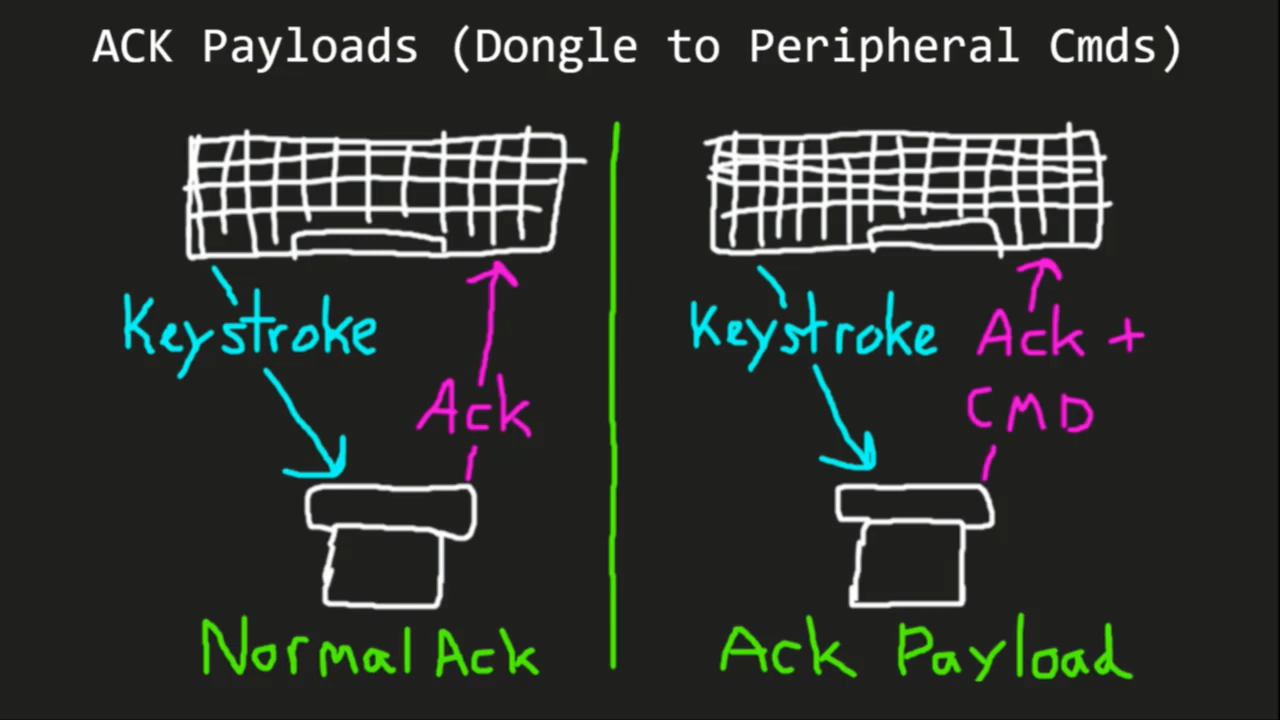 ACK Payloads (Dongle to Peripheral Cmds)
Keystroke
Ack
Normal Ack
Keystroke
Ack +
CMD
Ack Payload